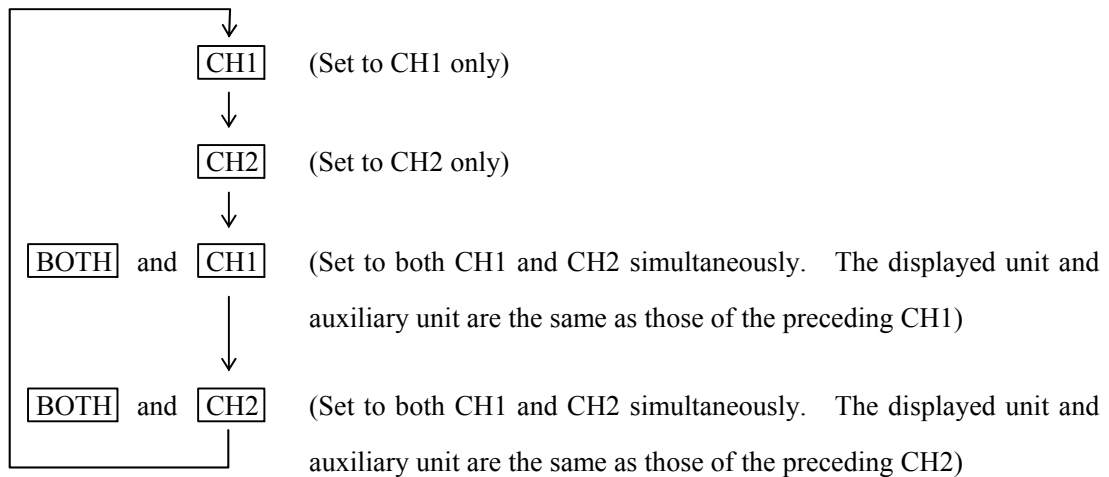 CH1 (Set to CH1 only)
CH2 (Set to CH2 only)
BOTH and CH1 (Set to both CH1 and CH2 simultaneously. The displayed unit and
auxiliary unit are the same as those of the preceding CH1)
BOTH and CH2 (Set to both CH1 and CH2 simultaneously. The displayed unit and
auxiliary unit are the same as those of the preceding CH2)